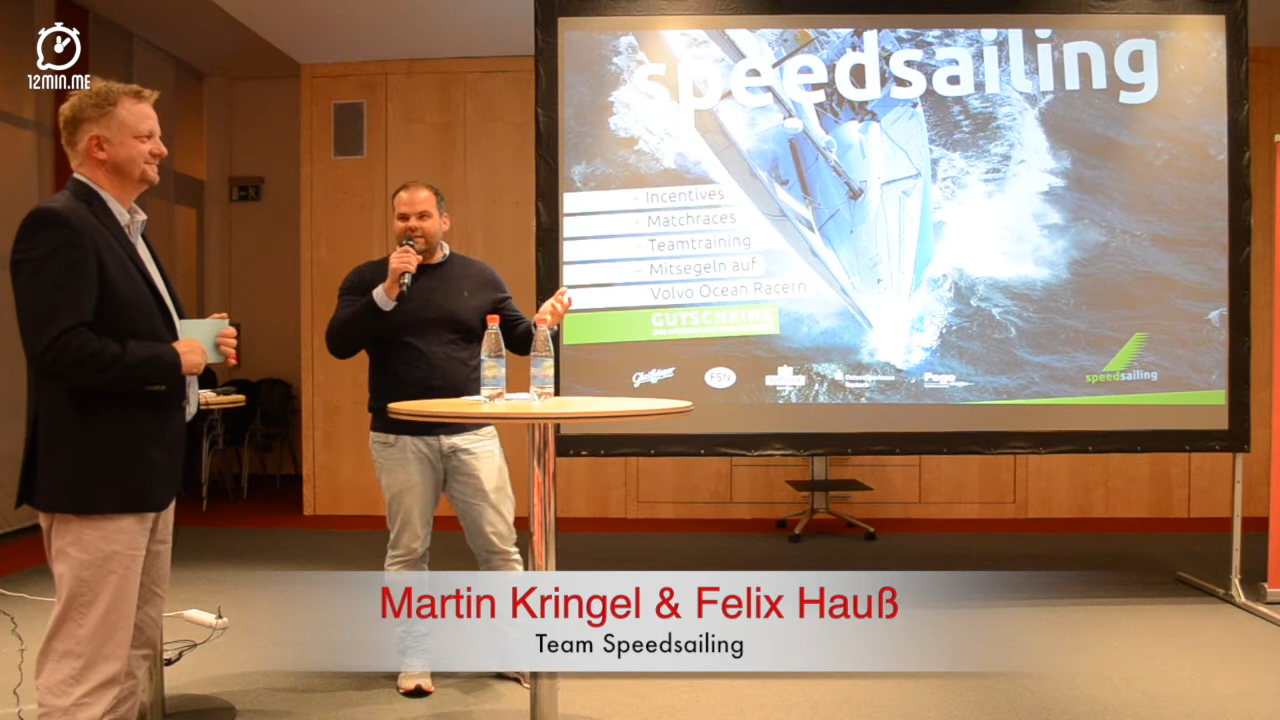 12MIN.ME
speedsailing
- Incentives
- Matchraces
- Teamtraining
- Mitsegeln auf
Volvo Ocean Racern
GUTSCHEINE
FSN
speedsailing
Martin Kringel & Felix Hauß
Team Speedsailing